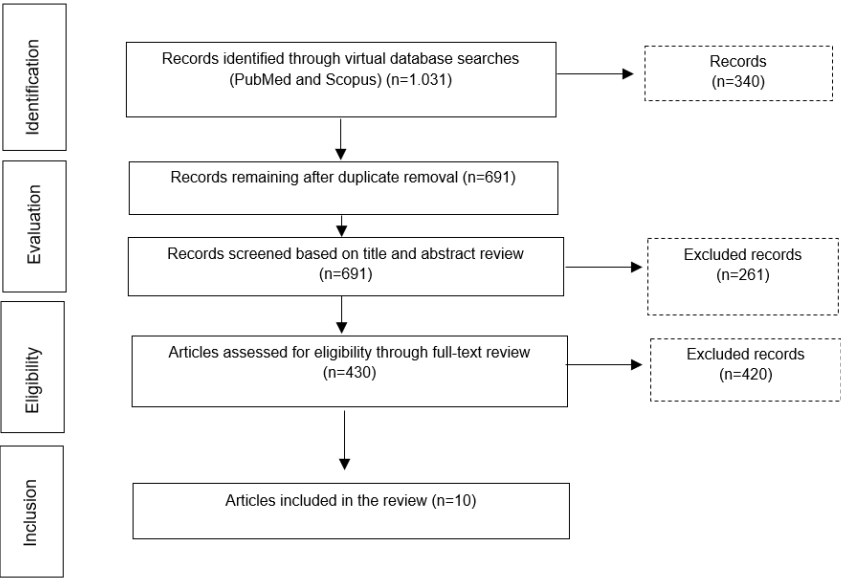 Identification
Records identified through virtual database searches
(PubMed and Scopus) (n=1.031)
Records
(n=340)
Evaluation
Records remaining after duplicate removal (n=691)
Records screened based on title and abstract review
(n=691)
Excluded records
(n=261)
Eligibility
Articles assessed for eligibility through full-text review
(n=430)
Excluded records
(n=420)
Inclusion
Articles included in the review (n=10)